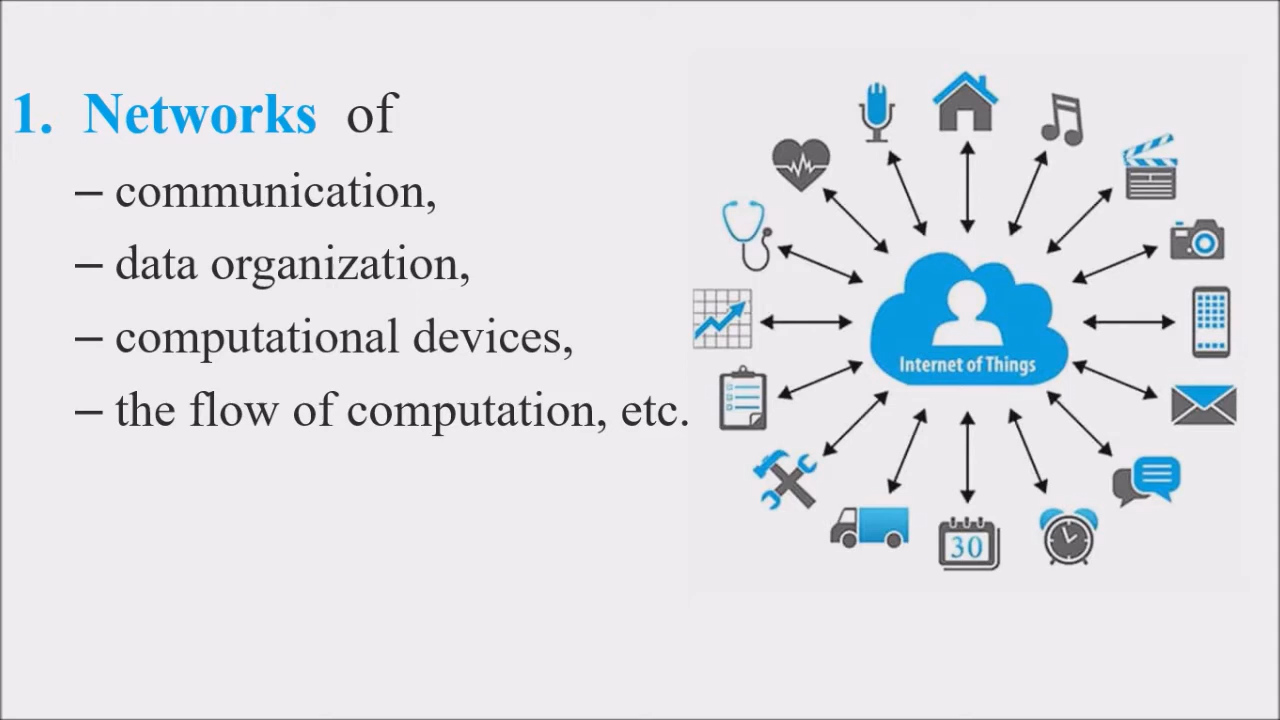 1. Networks of
– communication,
– data organization,
– computational devices,
– the flow of computation, etc.
Internet of Things
30